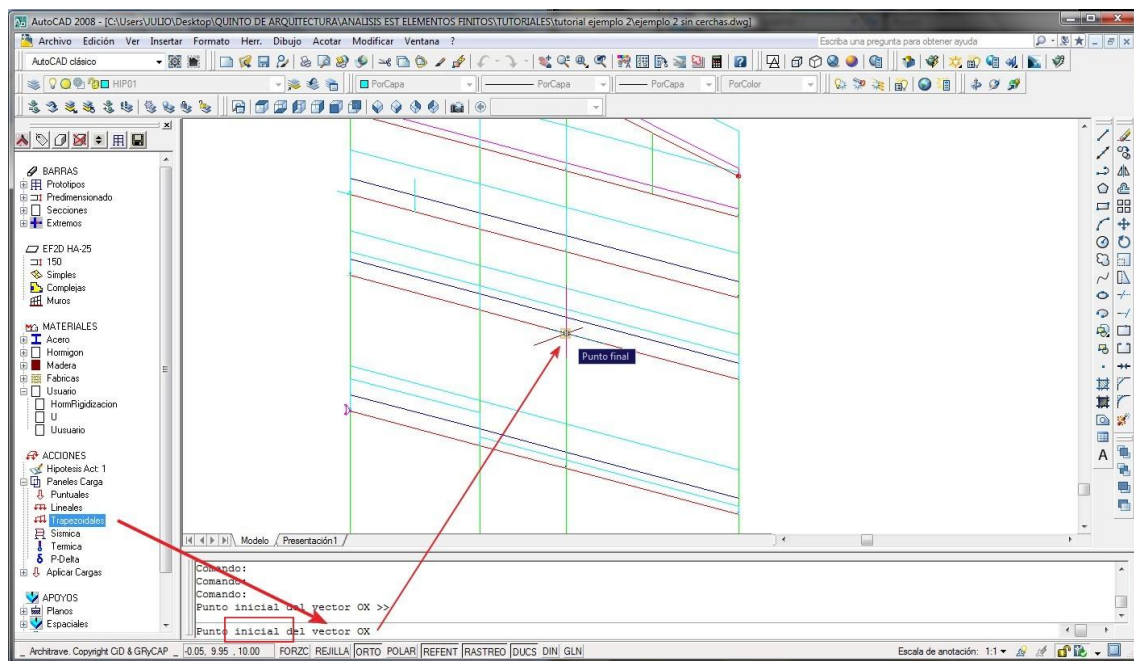 AutoCAD 2008 - [C:\Users\JULIO\Desktop\QUINTO DE ARQUITECTURA\ANALISIS EST ELEMENTOS FINITOS\TUTORIALES\tutorial ejemplo 2\ejemplo 2 sin cerchas.dwg]
Archivo Edición Ver Insertar Formato Herr. Dibujo Acotar Modificar Ventana ?
Escriba una pregunta para obtener ayuda
AutoCAD clásico
HIP01
PorCapa
PorCapa
PorCapa
PorColor
BARRAS
Prototipos
Predimensionado
Secciones
Extremos
EF2D HA-25
150
Simples
Complejas
Muros
MATERIALES
Acero
Hormigon
Madera
Fabricas
Usuario
HormRigidizacion
U
Uusuario
ACCIONES
Hipotesis Act: 1
Paneles Carga
Puntuales
Lineales
Trapezoidales
Sismica
Termica
P-Delta
Aplicar Cargas
APOYOS
Planos
Espaciales
Punto final
Modelo
Presentación1
Comando:
Comando:
Comando:
Punto inicial del vector OX >>
Punto inicial del vector OX
_ Architrave. Copyright CiD & GRyCAP _
-0.05, 9.95 , 10.00
FORZC REJILLA ORTO POLAR REFENT RASTREO DUCS DIN GLN
Escala de anotación: 1:1